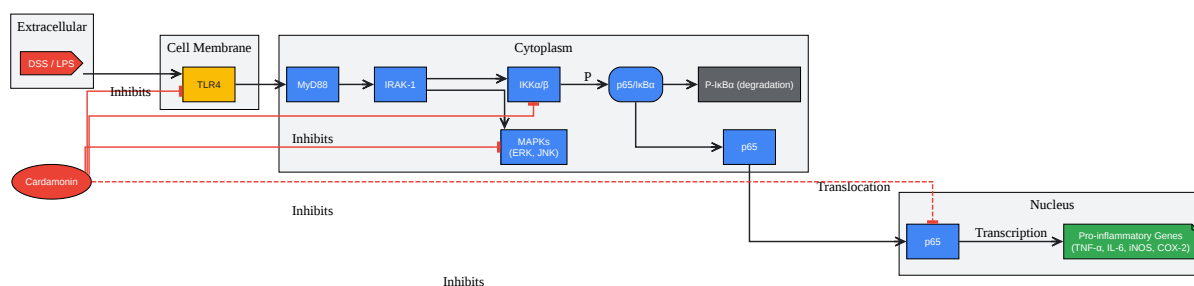 Extracellular
DSS / LPS
Cell Membrane
TLR4
Cytoplasm
MyD88
IRAK-1
IKKα/β
P
p65/IκBα
P-IκBα (degradation)
Inhibits
Inhibits
MAPKs
(ERK, JNK)
p65
Cardamonin
Translocation
Inhibits
Nucleus
p65
Transcription
Pro-inflammatory Genes
(TNF-α, IL-6, iNOS, COX-2)
Inhibits